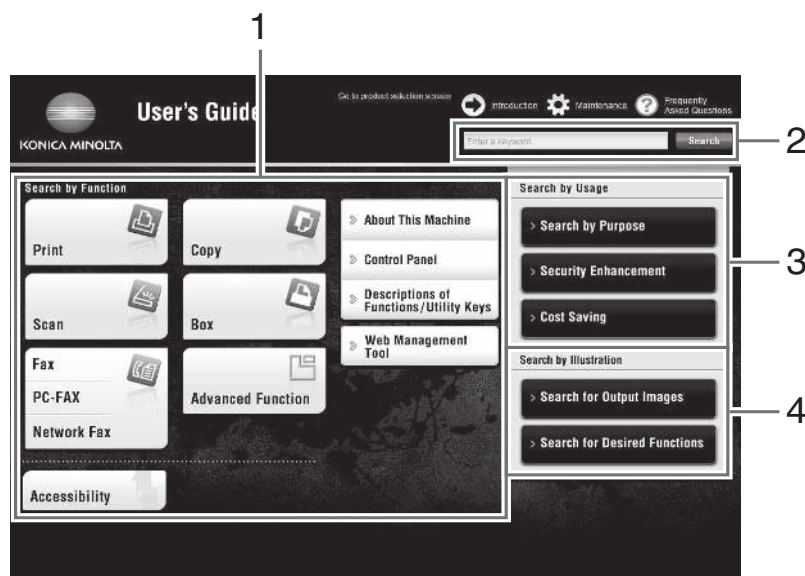 1
User's Guide
Go to product selection screen
Introduction
Maintenance
Frequently
Asked Questions
KONICA MINOLTA
Enter a keyword.
Search
2
Search by Function
Search by Usage
Print
Copy
About This Machine
Control Panel
Descriptions of
Functions/Utility Keys
Web Management
Tool
> Search by Purpose
> Security Enhancement
> Cost Saving
3
Scan
Box
Fax
PC-FAX
Network Fax
Advanced Function
Search by Illustration
> Search for Output Images
> Search for Desired Functions
4
Accessibility